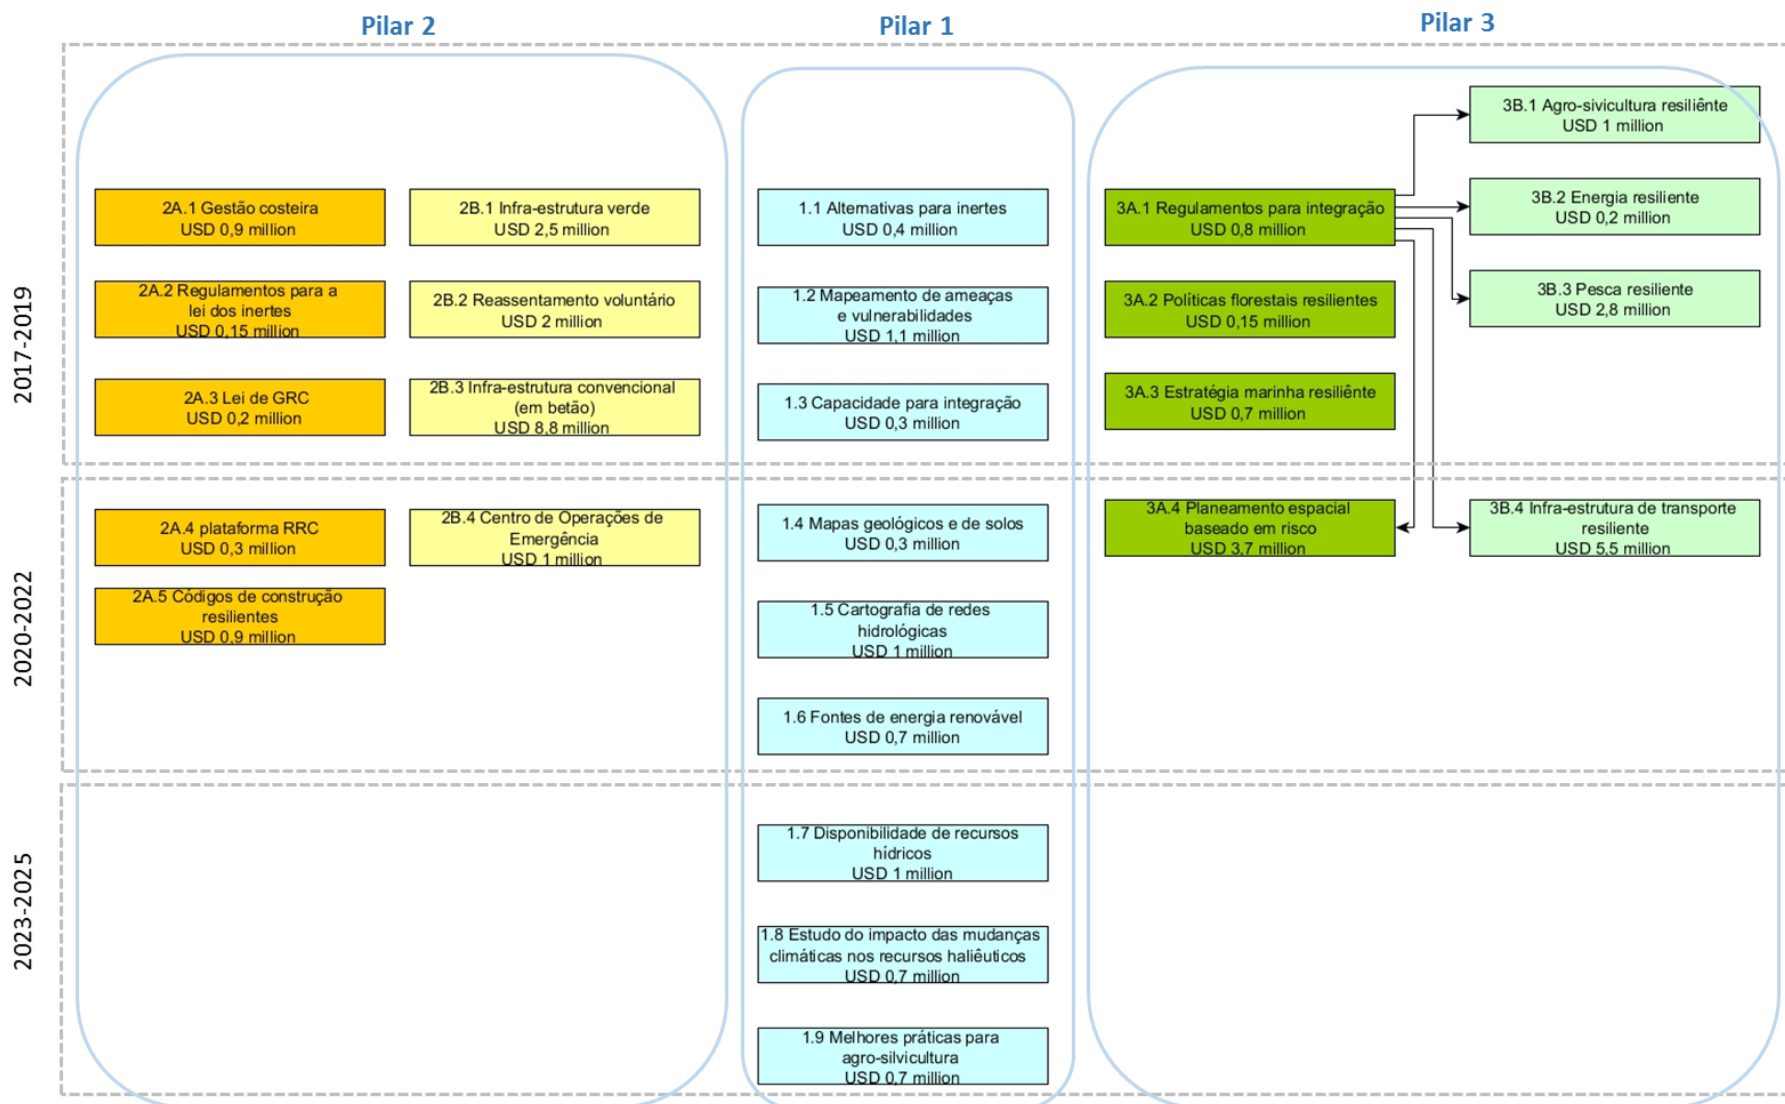 Pilar 2
Pilar 1
Pilar 3
2017-2019
2A.1 Gestão costeira
USD 0,9 million
2A.2 Regulamentos para a
lei dos inertes
USD 0,15 million
2A.3 Lei de GRC
USD 0,2 million
2B.1 Infra-estrutura verde
USD 2,5 million
2B.2 Reassentamento voluntário
USD 2 million
2B.3 Infra-estrutura convencional
(em betão)
USD 8,8 million
1.1 Alternativas para inertes
USD 0,4 million
1.2 Mapeamento de ameaças
e vulnerabilidades
USD 1,1 million
1.3 Capacidade para integração
USD 0,3 million
3A.1 Regulamentos para integração
USD 0,8 million
3A.2 Políticas florestais resilientes
USD 0,15 million
3A.3 Estratégia marinha resiliênte
USD 0,7 million
3B.1 Agro-sivicultura resiliênte
USD 1 million
3B.2 Energia resiliente
USD 0,2 million
3B.3 Pesca resiliente
USD 2,8 million
2020-2022
2A.4 plataforma RRC
USD 0,3 million
2A.5 Códigos de construção
resilientes
USD 0,9 million
2B.4 Centro de Operações de
Emergência
USD 1 million
1.4 Mapas geológicos e de solos
USD 0,3 million
1.5 Cartografia de redes
hidrológicas
USD 1 million
1.6 Fontes de energia renovável
USD 0,7 million
3A.4 Planeamento espacial
baseado em risco
USD 3,7 million
3B.4 Infra-estrutura de transporte
resiliente
USD 5,5 million
2023-2025
1.7 Disponibilidade de recursos
hídricos
USD 1 million
1.8 Estudo do impacto das mudanças
climáticas nos recursos haliêuticos
USD 0,7 million
1.9 Melhores práticas para
agro-silvicultura
USD 0,7 million